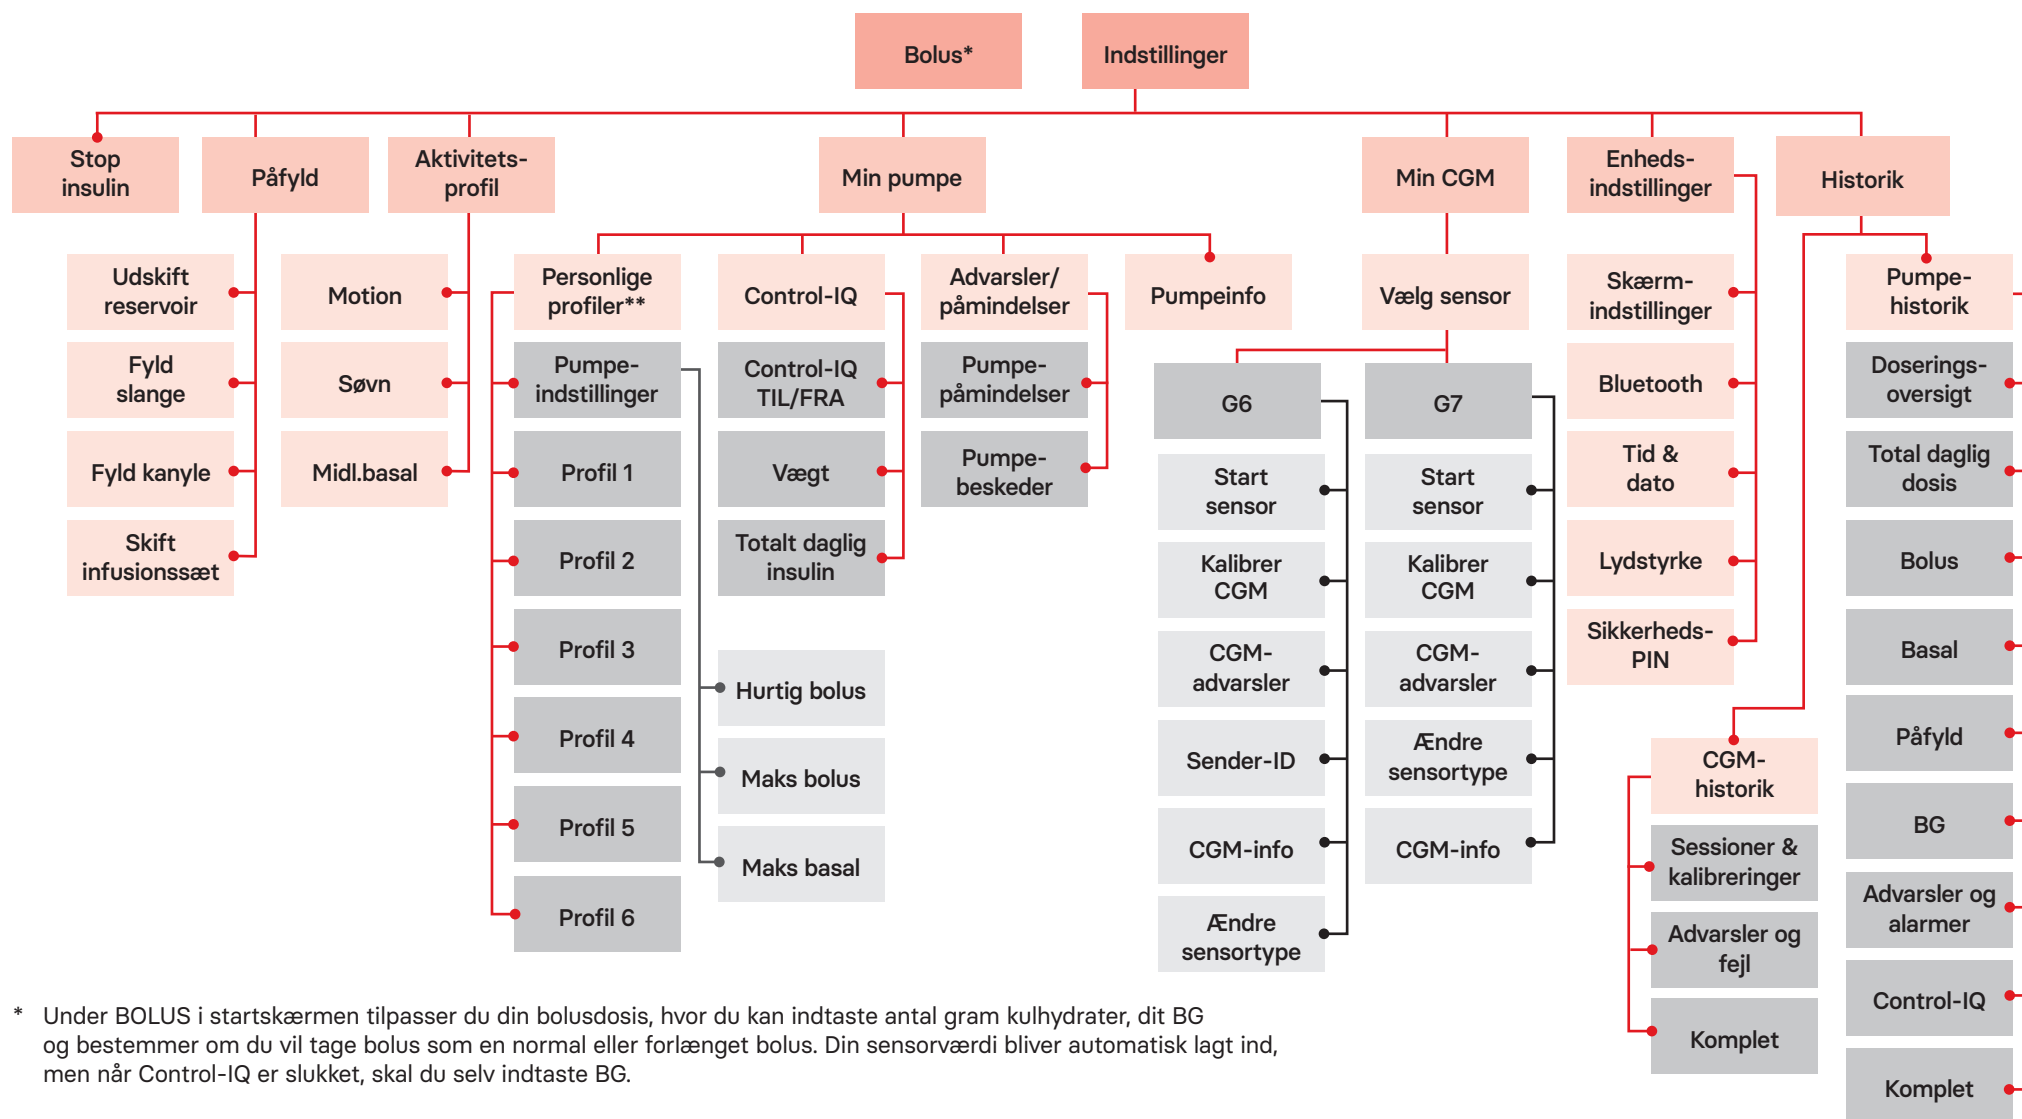 Bolus*
Indstillinger
Stop
insulin
Påfyld
Aktivitets-
profil
Min pumpe
Min CGM
Enheds-
indstillinger
Historik
Udskift
reservoir
Fyld
slange
Fyld kanyle
Skift
infusionssæt
Motion
Søvn
Midl.basal
Personlige
profiler**
Pumpe-
indstillinger
Profil 1
Profil 2
Profil 3
Profil 4
Profil 5
Profil 6
Control-IQ
Control-IQ
TIL/FRA
Vægt
Totalt daglig
insulin
Hurtig bolus
Maks bolus
Maks basal
Advarsler/
påmindelser
Pumpe-
påmindelser
Pumpe-
beskeder
Pumpeinfo
Vælg sensor
G6
Start
sensor
Kalibrer
CGM
CGM-
advarsler
Sender-ID
CGM-info
Ændre
sensortype
G7
Start
sensor
Kalibrer
CGM
CGM-
advarsler
Ændre
sensortype
CGM-info
Skærm-
indstillinger
Bluetooth
Tid &
dato
Lydstyrke
Sikkerheds-
PIN
CGM-
historik
Sessioner &
kalibreringer
Advarsler og
fejl
Komplet
Pumpe-
historik
Doserings-
oversigt
Total daglig
dosis
Bolus
Basal
Påfyld
BG
Advarsler og
alarmer
Control-IQ
Komplet
* Under BOLUS i startskærmen tilpasser du din bolusdosis, hvor du kan indtaste antal gram kulhydrater, dit BG
og bestemmer om du vil tage bolus som en normal eller forlænget bolus. Din sensorværdi bliver automatisk lagt ind,
men når Control-IQ er slukket, skal du selv indtaste BG.